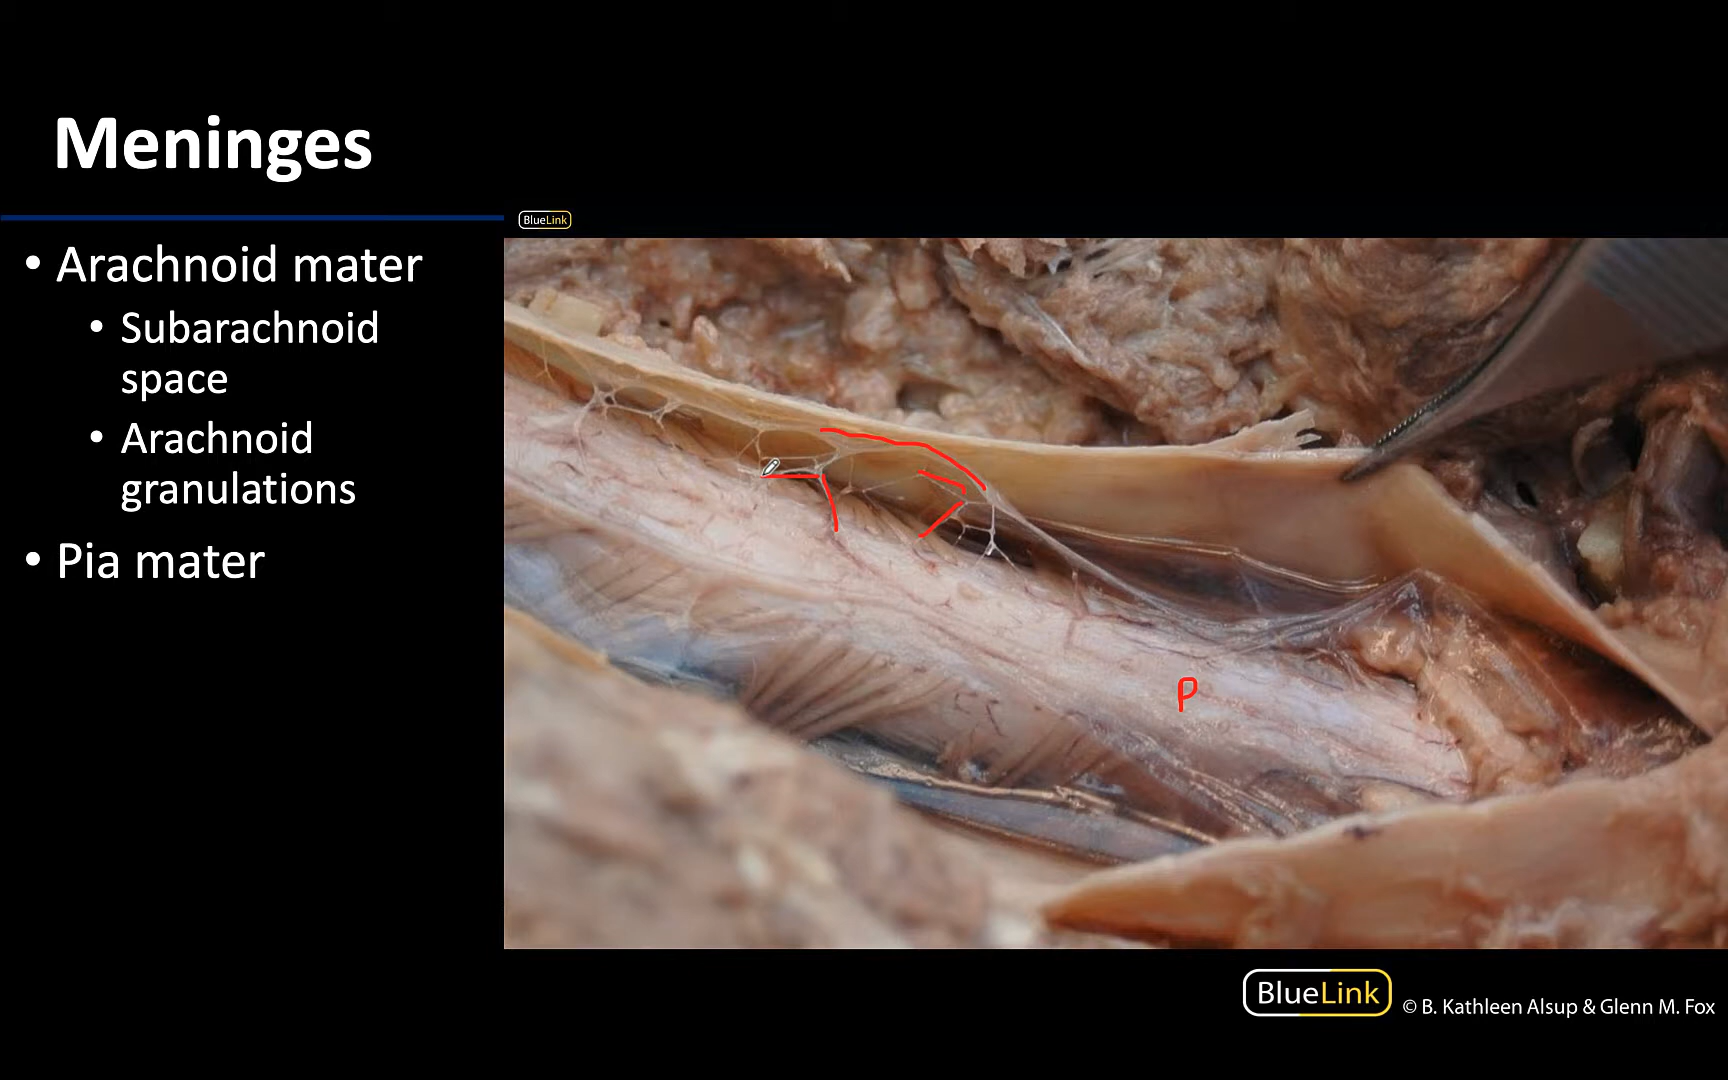 Meninges
BlueLink
• Arachnoid mater
• Subarachnoid
space
• Arachnoid
granulations
• Pia mater
P
BlueLink
© B. Kathleen Alsup & Glenn M. Fox